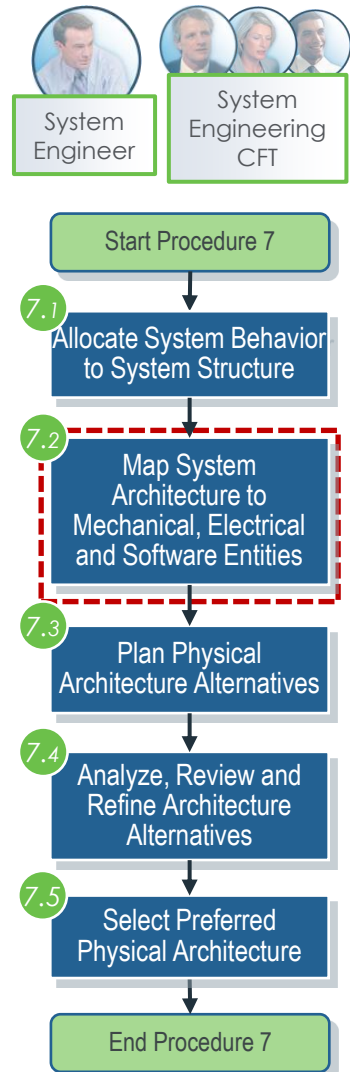 System
Engineer
System
Engineering
CFT
Start Procedure 7
7.1
Allocate System Behavior
to System Structure
7.2
Map System
Architecture to
Mechanical, Electrical
and Software Entities
7.3
Plan Physical
Architecture Alternatives
7.4
Analyze, Review and
Refine Architecture
Alternatives
7.5
Select Preferred
Physical Architecture
End Procedure 7